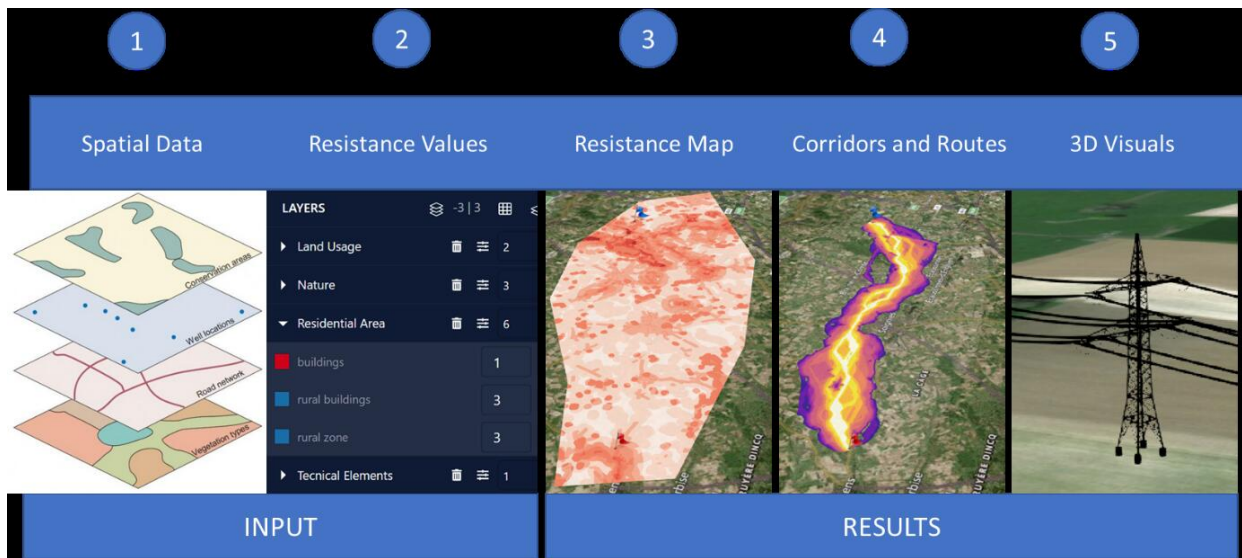 1
2
3
4
5
Spatial Data
Resistance Values
Resistance Map
Corridors and Routes
3D Visuals
Conservation areas
Well locations
Road network
Vegetation types
LAYERS -3 | 3
Land Usage 2
Nature 3
Residential Area 6
buildings 1
rural buildings 3
rural zone 3
Tecnical Elements 1
UYÈRE DINCQ
INPUT
RESULTS